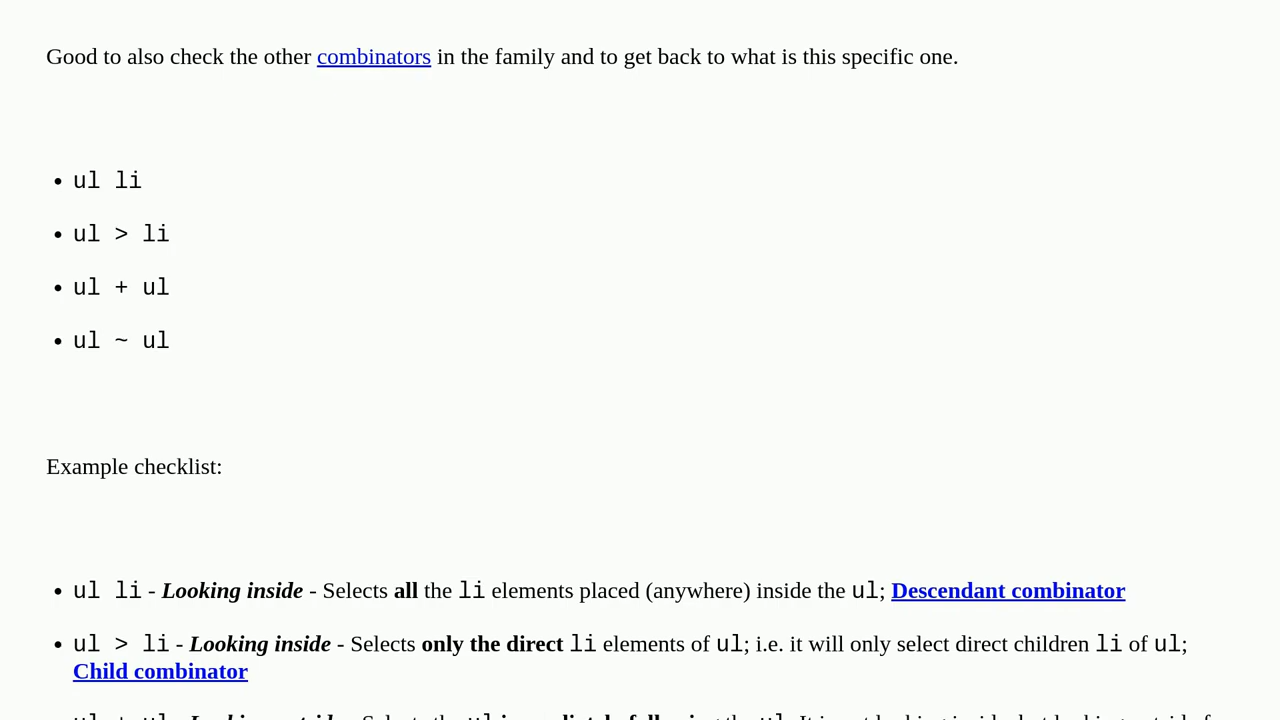 Good to also check the other combinators in the family and to get back to what is this specific one.
• ul li
• ul > li
• ul + ul
• ul ~ ul
Example checklist:
• ul li - Looking inside - Selects all the li elements placed (anywhere) inside the ul; Descendant combinator
• ul > li - Looking inside - Selects only the direct li elements of ul; i.e. it will only select direct children li of ul;
Child combinator